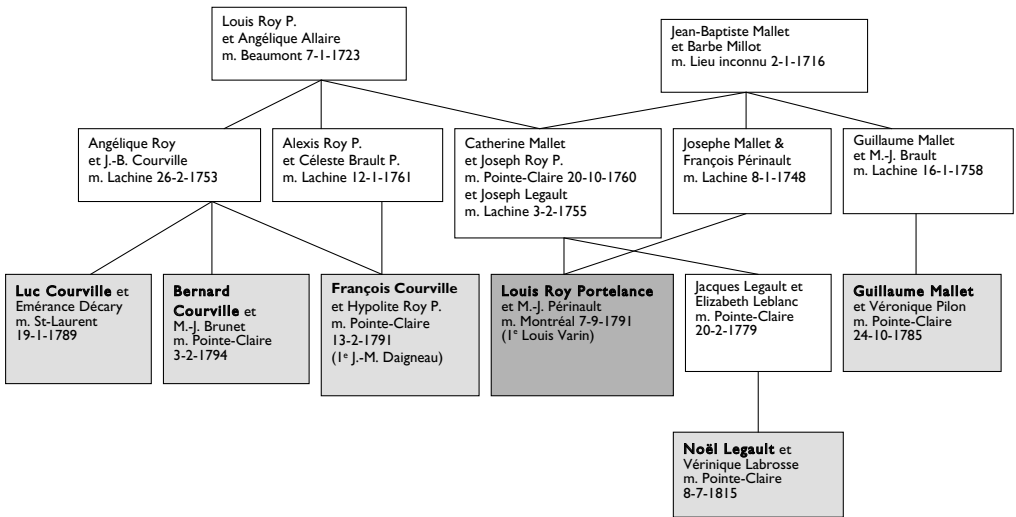 Louis Roy P.
et Angélique Allaire
m. Beaumont 7-1-1723
Jean-Baptiste Mallet
et Barbe Millot
m. Lieu inconnu 2-1-1716
Angélique Roy
et J.-B. Courville
m. Lachine 26-2-1753
Alexis Roy P.
et Céleste Brault P.
m. Lachine 12-1-1761
Catherine Mallet
et Joseph Roy P.
m. Pointe-Claire 20-10-1760
et Joseph Legault
m. Lachine 3-2-1755
Josephe Mallet &
François Périnault
m. Lachine 8-1-1748
Guillaume Mallet
et M.-J. Brault
m. Lachine 16-1-1758
Luc Courville et
Emérance Décary
m. St-Laurent
19-1-1789
Bernard
Courville et
M.-J. Brunet
m. Pointe-Claire
3-2-1794
François Courville
et Hypolite Roy P.
m. Pointe-Claire
13-2-1791
(1e J.-M. Daigneau)
Louis Roy Portelance
et M.-J. Périnault
m. Montréal 7-9-1791
(1e Louis Varin)
Jacques Legault et
Elizabeth Leblanc
m. Pointe-Claire
20-2-1779
Guillaume Mallet
et Véronique Pilon
m. Pointe-Claire
24-10-1785
Noël Legault et
Vérinique Labrosse
m. Pointe-Claire
8-7-1815